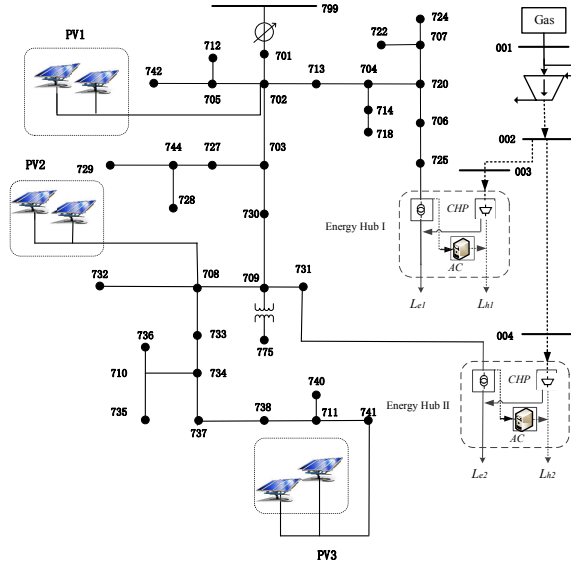 799
724
Gas
PV1
722
707
001
712
701
742
713
704
720
705
702
714
706
718
002
744
727
703
725
729
003
PV2
728
730
CHP
Energy Hub I
AC
732
708
709
731
Le1
Lh1
733
775
004
736
710
734
740
CHP
Energy Hub II
738
711
741
735
737
AC
Le2
Lh2
PV3